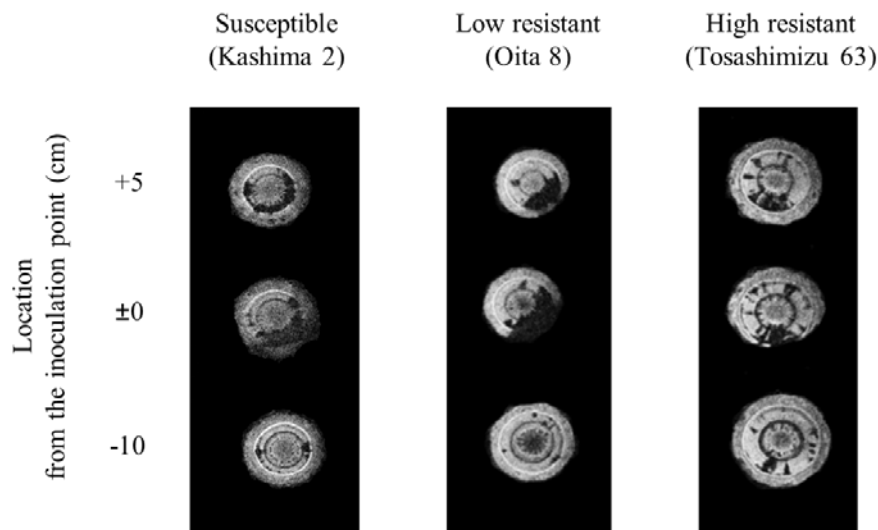 Susceptible
(Kashima 2)
Low resistant
(Oita 8)
High resistant
(Tosashimizu 63)
Location
from the inoculation point (cm)
+5
±0
-10